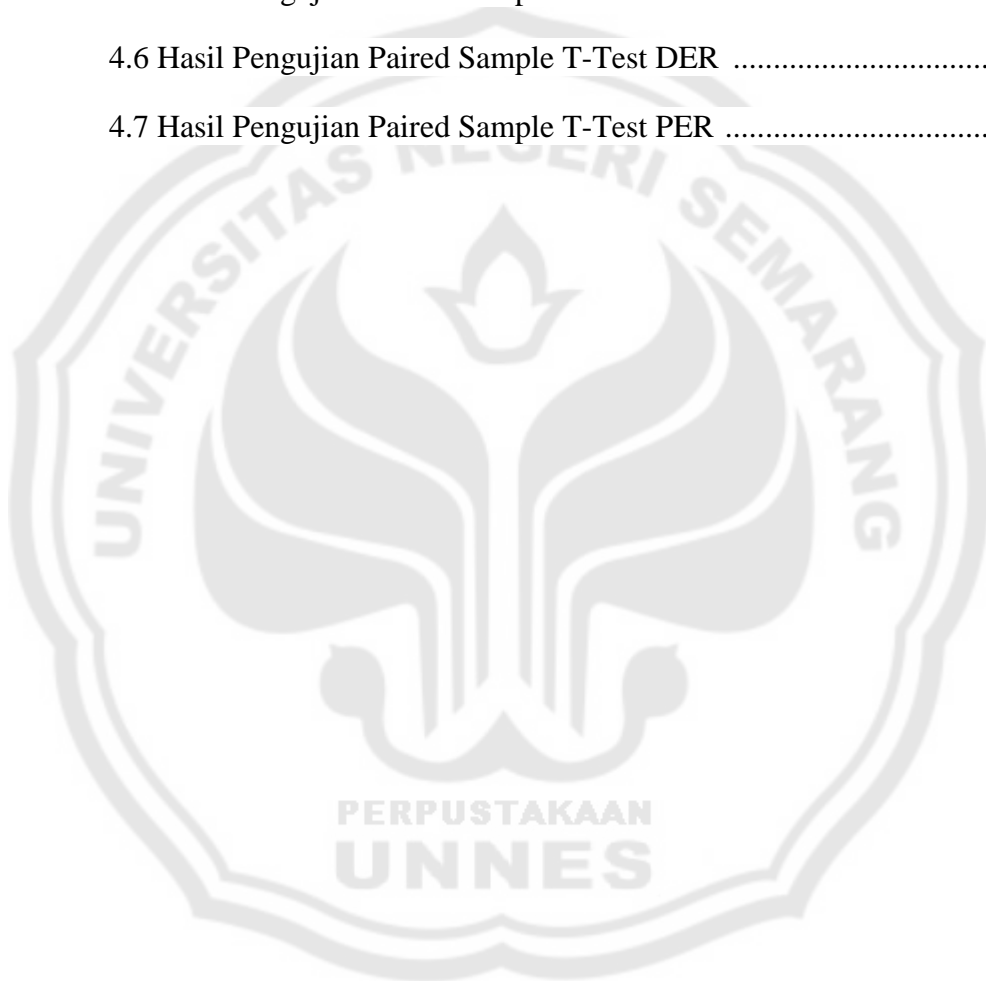 4.6 Hasil Pengujian Paired Sample T-Test DER ................................
4.7 Hasil Pengujian Paired Sample T-Test PER .................................
UNIVERSITAS NEGERI SEMARANG
PERPUSTAKAAN
UNNES